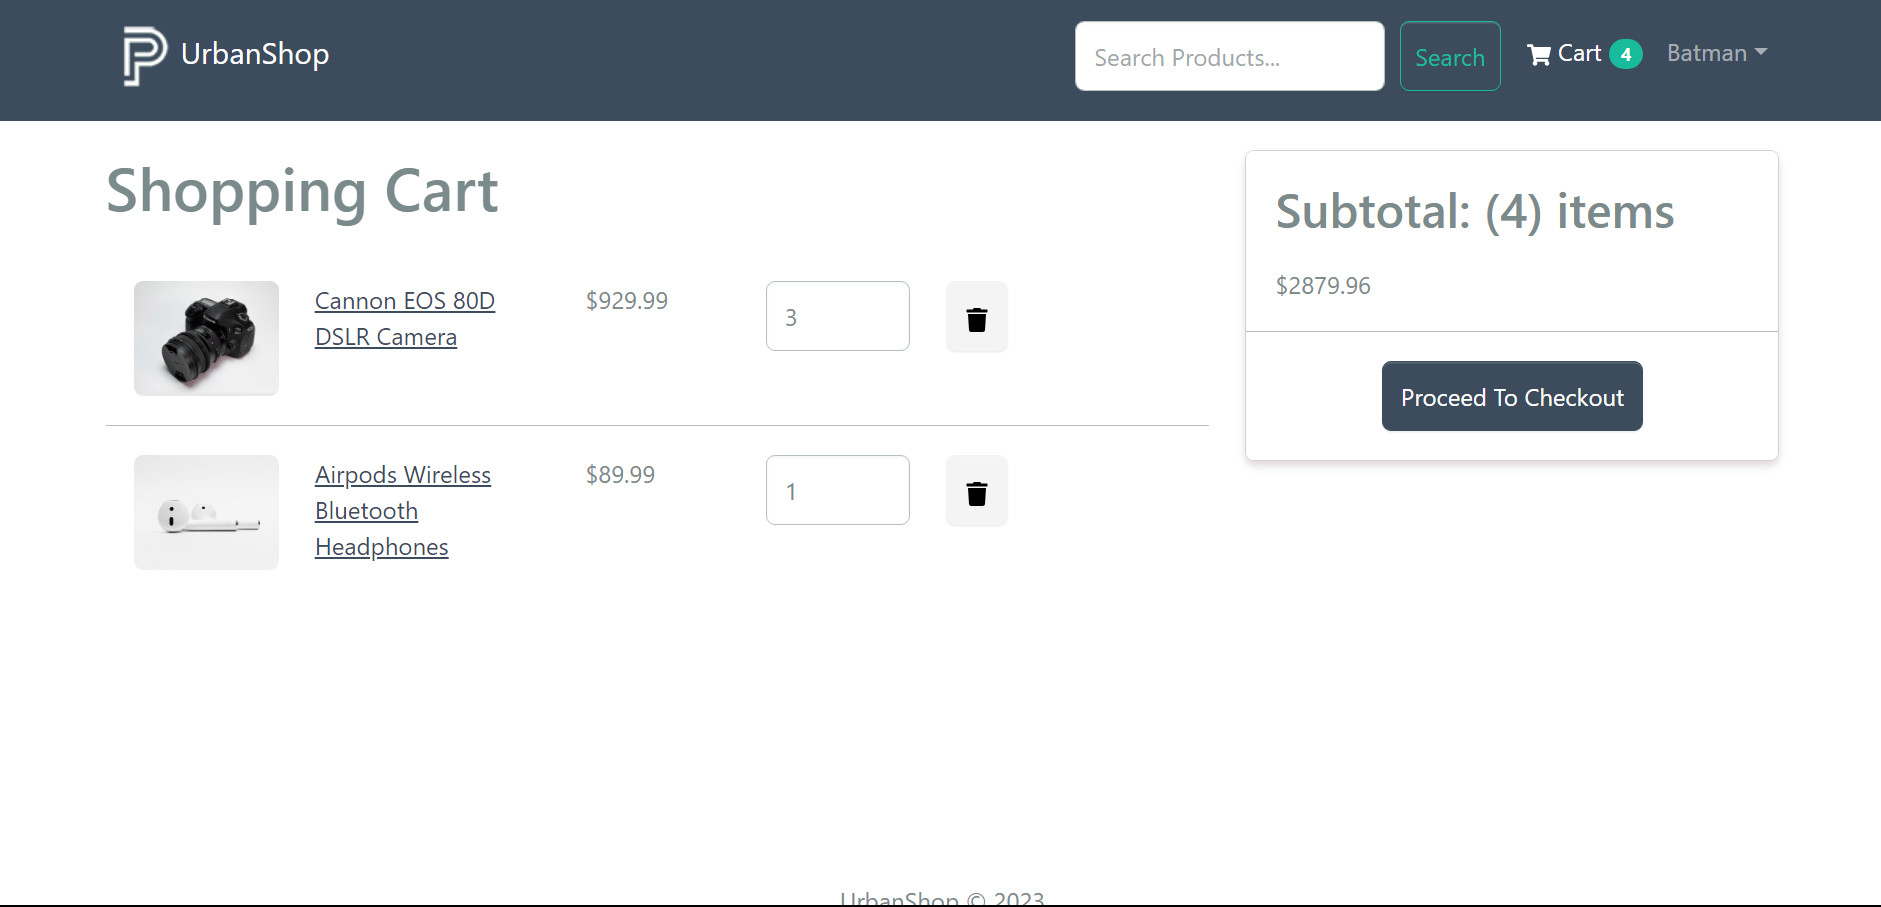 UrbanShop
Search Products...
Search
Cart 4
Batman
Shopping Cart
Cannon EOS 80D
DSLR Camera
$929.99
3
Airpods Wireless
Bluetooth
Headphones
$89.99
1
Subtotal: (4) items
$2879.96
Proceed To Checkout
UrbanShop © 2023